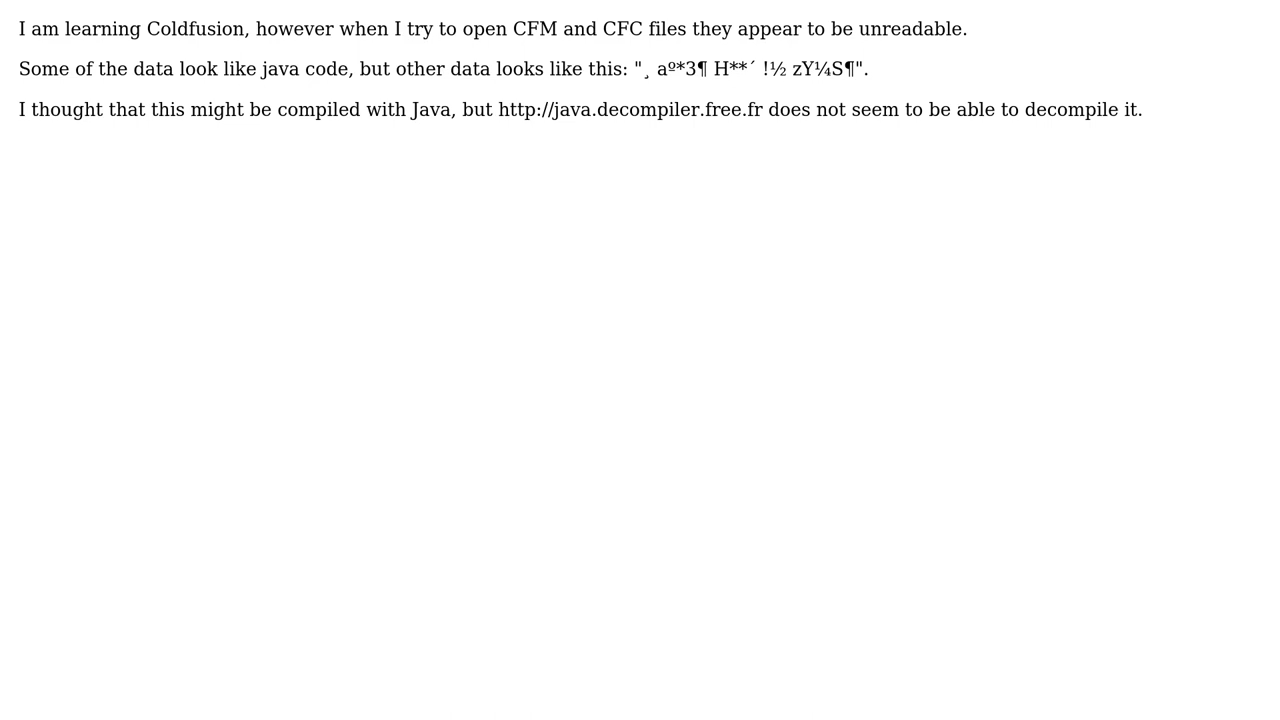 I am learning Coldfusion, however when I try to open CFM and CFC files they appear to be unreadable.
Some of the data look like java code, but other data looks like this: "¸ aº*3¶ H**´ !½ zY¼S¶".
I thought that this might be compiled with Java, but http://java.decompiler.free.fr does not seem to be able to decompile it.